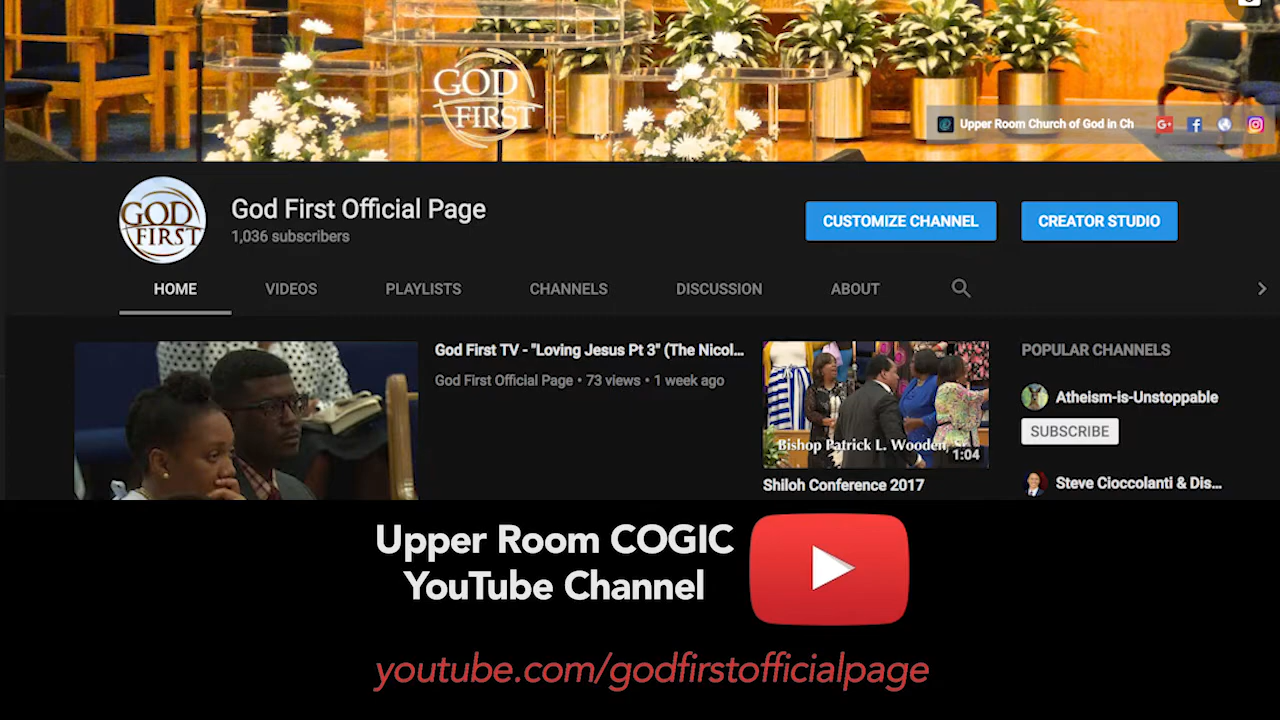 GOD
FIRST
Upper Room Church of God in Ch
GOD
FIRST
God First Official Page
1,036 subscribers
CUSTOMIZE CHANNEL
CREATOR STUDIO
HOME
VIDEOS
PLAYLISTS
CHANNELS
DISCUSSION
ABOUT
God First TV - "Loving Jesus Pt 3" (The Nicol...
God First Official Page • 73 views • 1 week ago
Bishop Patrick L. Wooden, Sr.
1:04
Shiloh Conference 2017
POPULAR CHANNELS
Atheism-is-Unstoppable
SUBSCRIBE
Steve Cioccolanti & Dis...
Upper Room COGIC
YouTube Channel
youtube.com/godfirstofficialpage